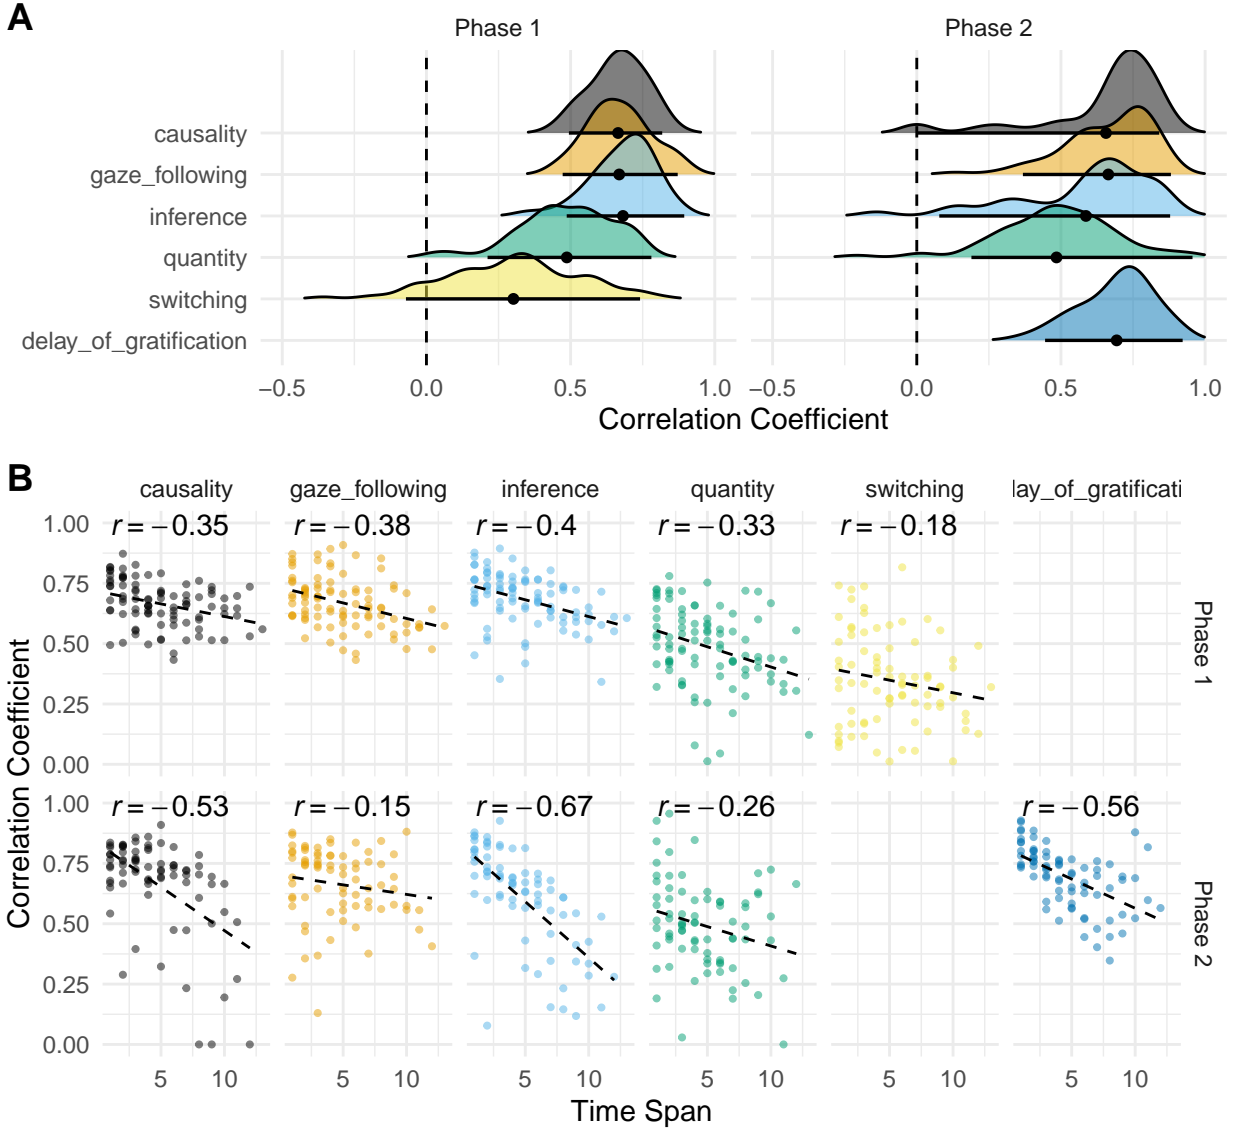 A
Phase 1 Phase 2
causality
gaze_following
inference
quantity
switching
delay_of_gratification
−0.5 0.0 0.5 1.0 −0.5 0.0 0.5 1.0
Correlation Coefficient
B
causality gaze_following inference quantity switching lay_of_gratificati
r = −0.35 r = −0.38 r = −0.4 r = −0.33 r = −0.18
1.00
0.75
0.50
0.25
0.00
Phase 1
Correlation Coefficient
r = −0.53 r = −0.15 r = −0.67 r = −0.26 r = −0.56
1.00
0.75
0.50
0.25
0.00
Phase 2
5 10 5 10 5 10 5 10 5 10 5 10
Time Span